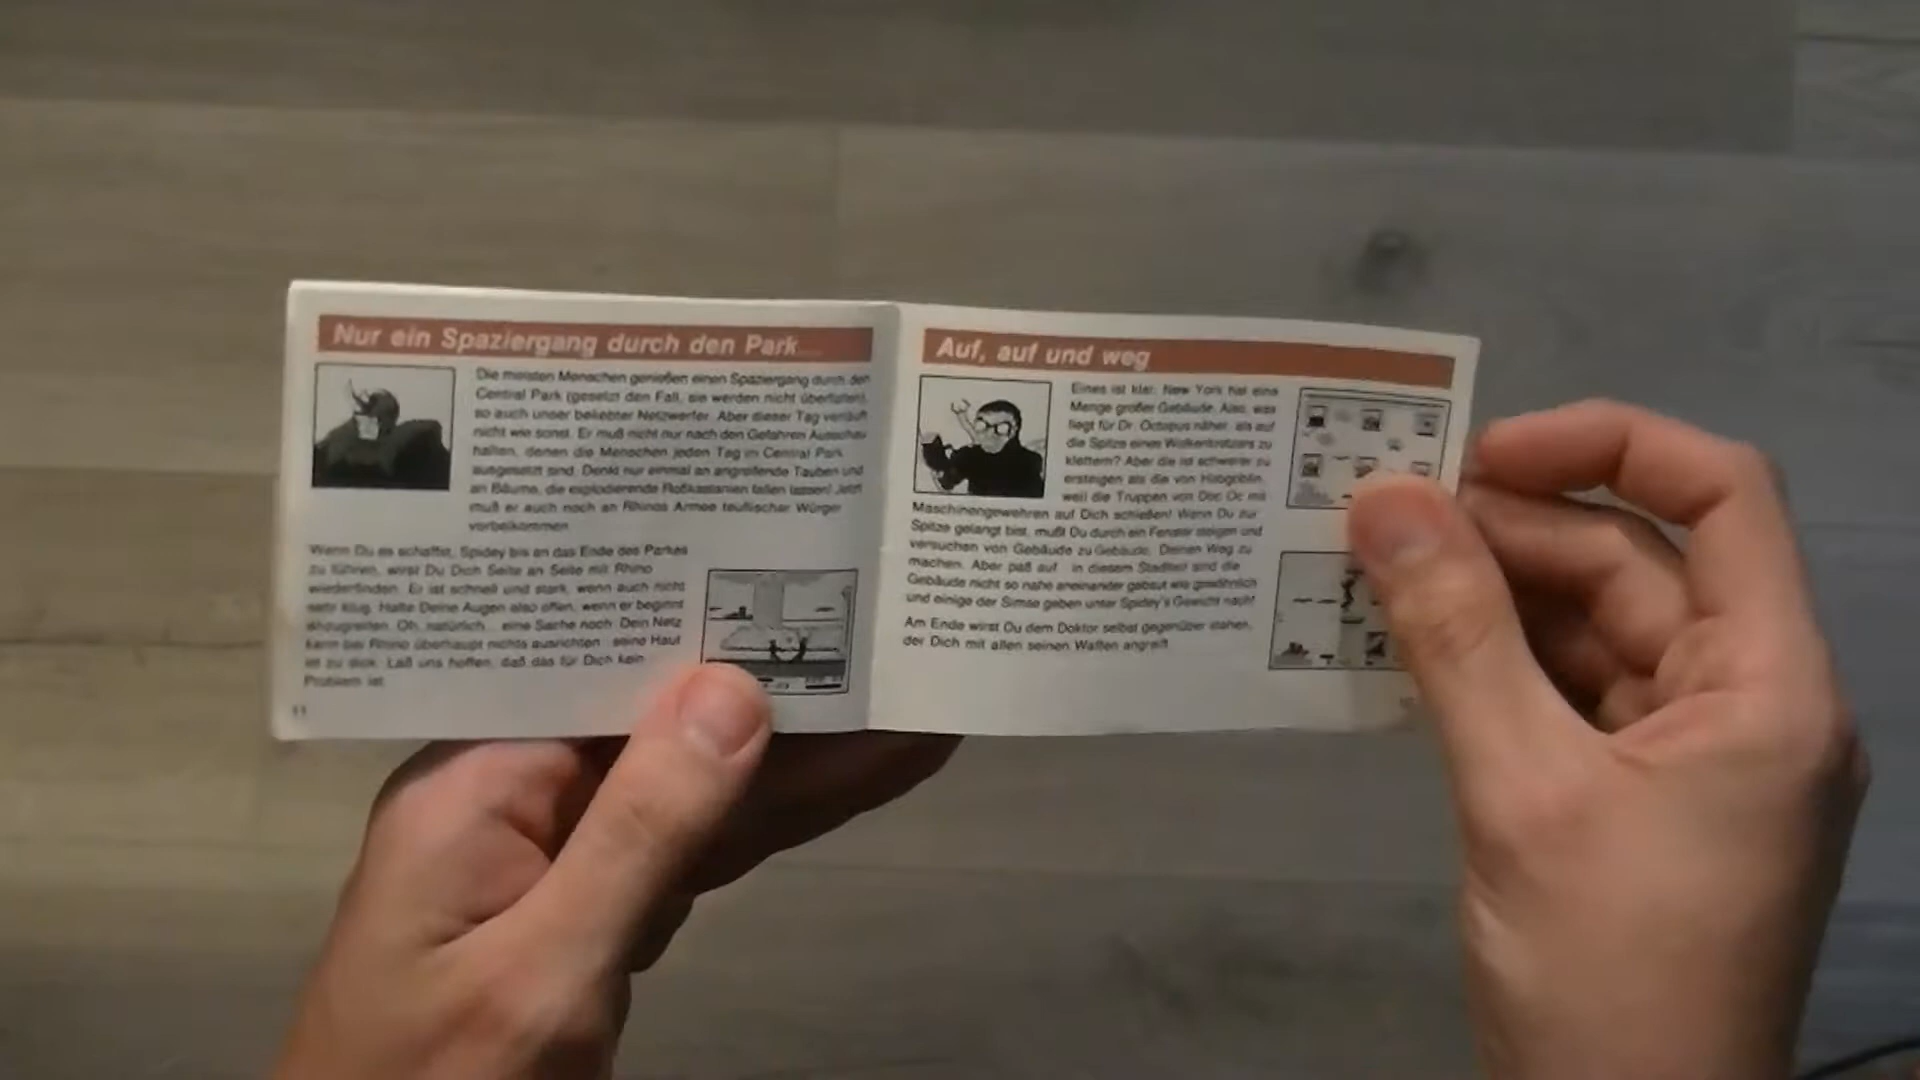 Nur ein Spaziergang durch den Park...
Die meisten Menschen genießen einen Spaziergang durch den
Central Park (gesetzt den Fall, sie werden nicht überfallen),
so auch unser beliebter Netzwerfer. Aber dieser Tag verläuft
nicht wie sonst. Er muß nicht nur nach den Gefahren Ausschau
halten, denen die Menschen jeden Tag im Central Park
ausgesetzt sind. Denkt nur einmal an angreifende Tauben und
an Bäume, die explodierende Roßkastanien fallen lassen! Jetzt
muß er auch noch an Rhinos Armee teuflischer Würger
vorbeikommen.
Wenn Du es schaffst, Spidey bis an das Ende des Parkes
zu führen, wirst Du Dich Seite an Seite mit Rhino
wiederfinden. Er ist schnell und stark, wenn auch nicht
sehr klug. Halte Deine Augen also offen, wenn er beginnt
anzugreifen. Oh, natürlich... eine Sache noch: Dein Netz
kann bei Rhino überhaupt nichts ausrichten - seine Haut
ist zu dick. Laß uns hoffen, daß das für Dich kein
Problem ist.
11
Auf, auf und weg
Eines ist klar: New York hat eine
Menge großer Gebäude. Also, was
liegt für Dr. Octopus näher, als auf
die Spitze eines Wolkenkratzers zu
klettern? Aber die ist schwerer zu
ersteigen als die von Hobgoblin,
weil die Truppen von Doc Oc mit
Maschinengewehren auf Dich schießen! Wenn Du zur
Spitze gelangt bist, mußt Du durch ein Fenster steigen und
versuchen von Gebäude zu Gebäude, Deinen Weg zu
machen. Aber paß auf - in diesem Stadtteil sind die
Gebäude nicht so nahe aneinander gebaut wie gewöhnlich
und einige der Simse geben unter Spidey's Gewicht nach!
Am Ende wirst Du dem Doktor selbst gegenüber stehen,
der Dich mit allen seinen Waffen angreift.